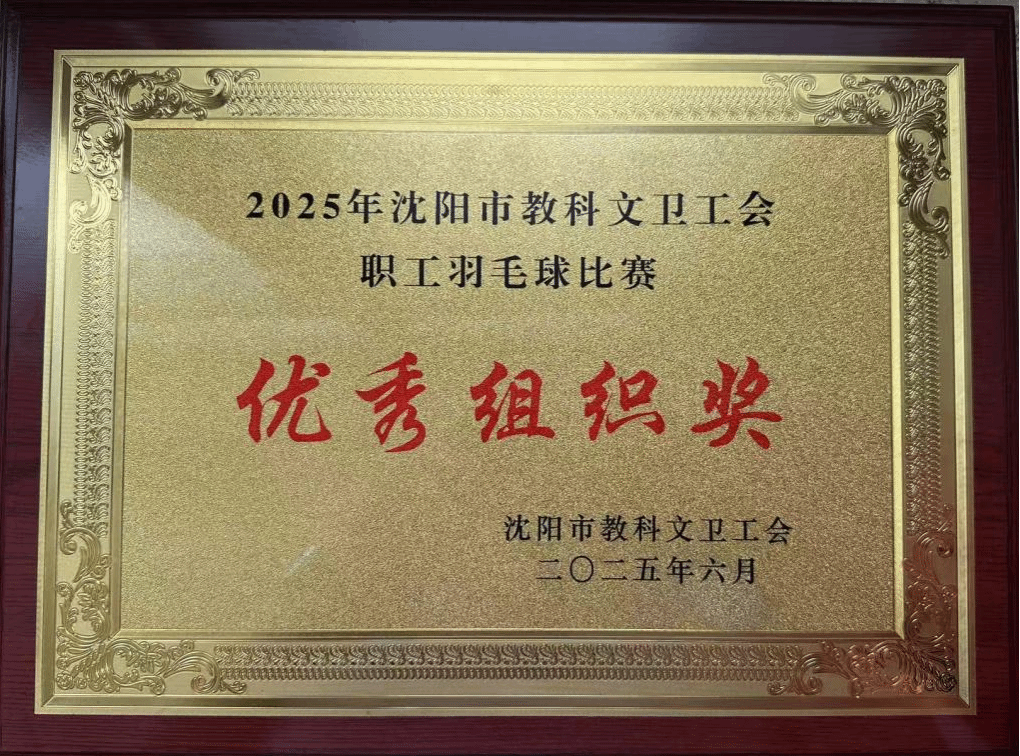 2025年沈阳市教科文卫工会
职工羽毛球比赛
优秀组织奖
沈阳市教科文卫工会
二〇二五年六月